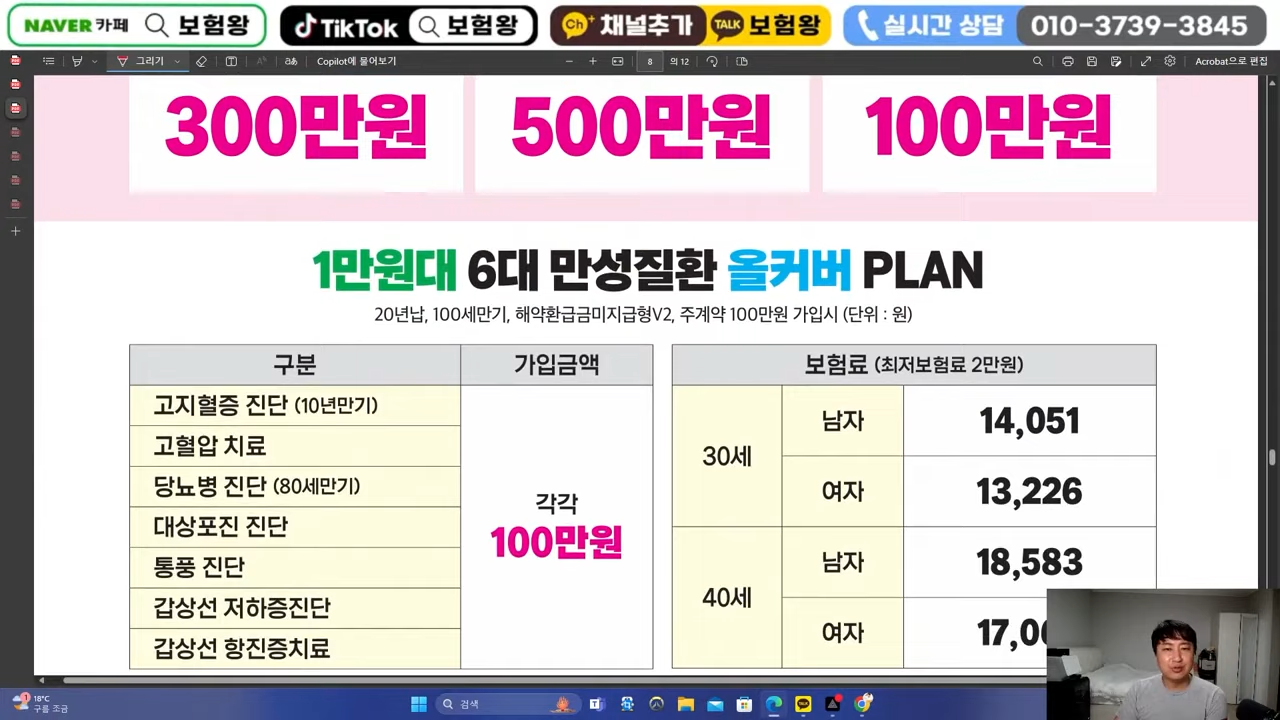 NAVER 카페 보험왕 TikTok 보험왕 Ch+ 채널추가 TALK 보험왕 실시간 상담 010-3739-3845
그리기 Copilot에 물어보기 8 의 12 Acrobat으로 편집
300만원 500만원 100만원
1만원대 6대 만성질환 올커버 PLAN
20년납, 100세만기, 해약환급금미지급형V2, 주계약 100만원 가입시 (단위 : 원)
구분 가입금액
고지혈증 진단 (10년만기)
고혈압 치료
당뇨병 진단 (80세만기)
대상포진 진단
통풍 진단
갑상선 저하증진단
갑상선 항진증치료
각각
100만원
보험료 (최저보험료 2만원)
30세
남자 14,051
여자 13,226
40세
남자 18,583
여자
18°C
구름 조금
검색